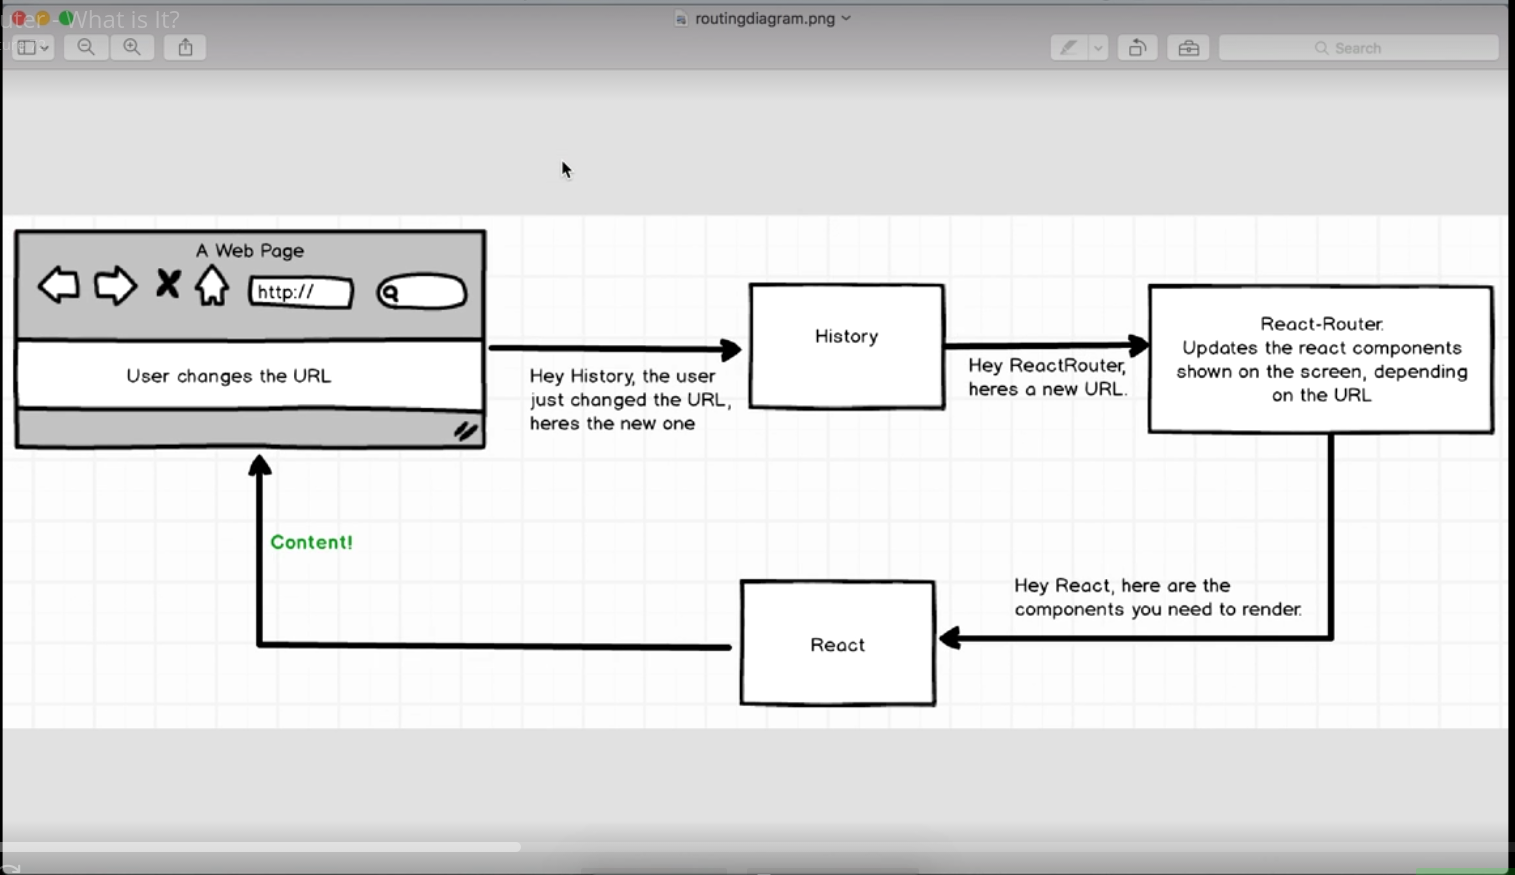 uter - What is It?
routingdiagram.png
Search
A Web Page
http://
User changes the URL
Hey History, the user
just changed the URL,
heres the new one
History
Hey ReactRouter,
heres a new URL.
React-Router.
Updates the react components
shown on the screen, depending
on the URL
Content!
Hey React, here are the
components you need to render.
React